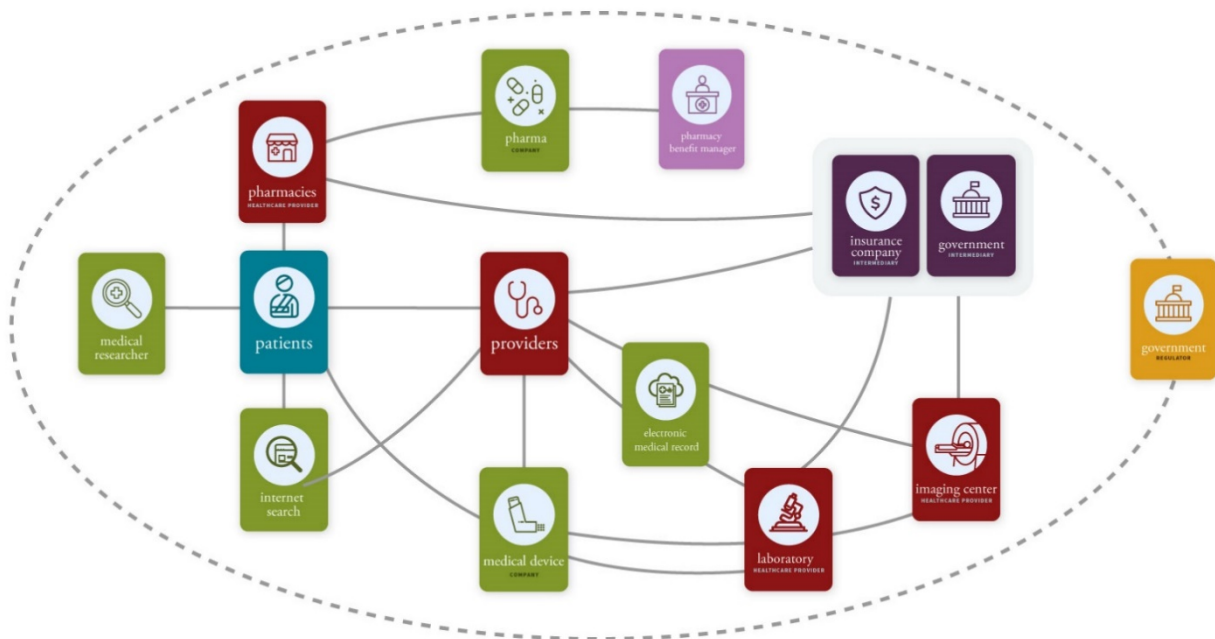 pharma
COMPANY
pharmacy
benefit manager
pharmacies
HEALTHCARE PROVIDER
insurance
company
INTERMEDIARY
government
INTERMEDIARY
medical
researcher
patients
providers
government
REGULATOR
electronic
medical record
internet
search
medical device
COMPANY
laboratory
HEALTHCARE PROVIDER
imaging center
HEALTHCARE PROVIDER